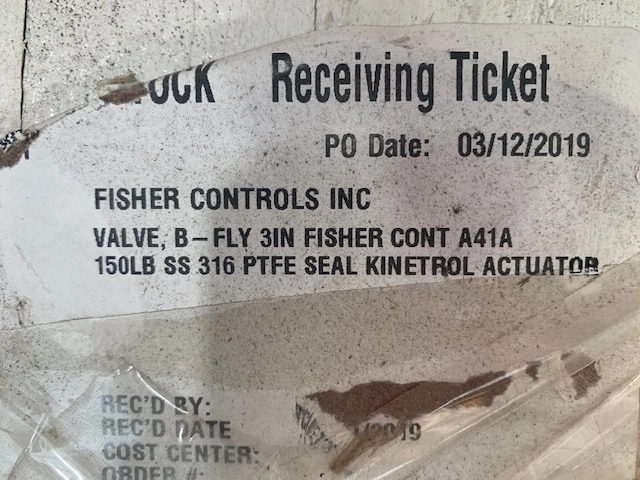 Receiving Ticket
PO Date: 03/12/2019
FISHER CONTROLS INC
VALVE, B-FLY 3IN FISHER CONT A41A
150LB SS 316 PTFE SEAL KINETROL ACTUATOR
REC'D BY:
REC'D DATE
COST CENTER:
ORDER #: